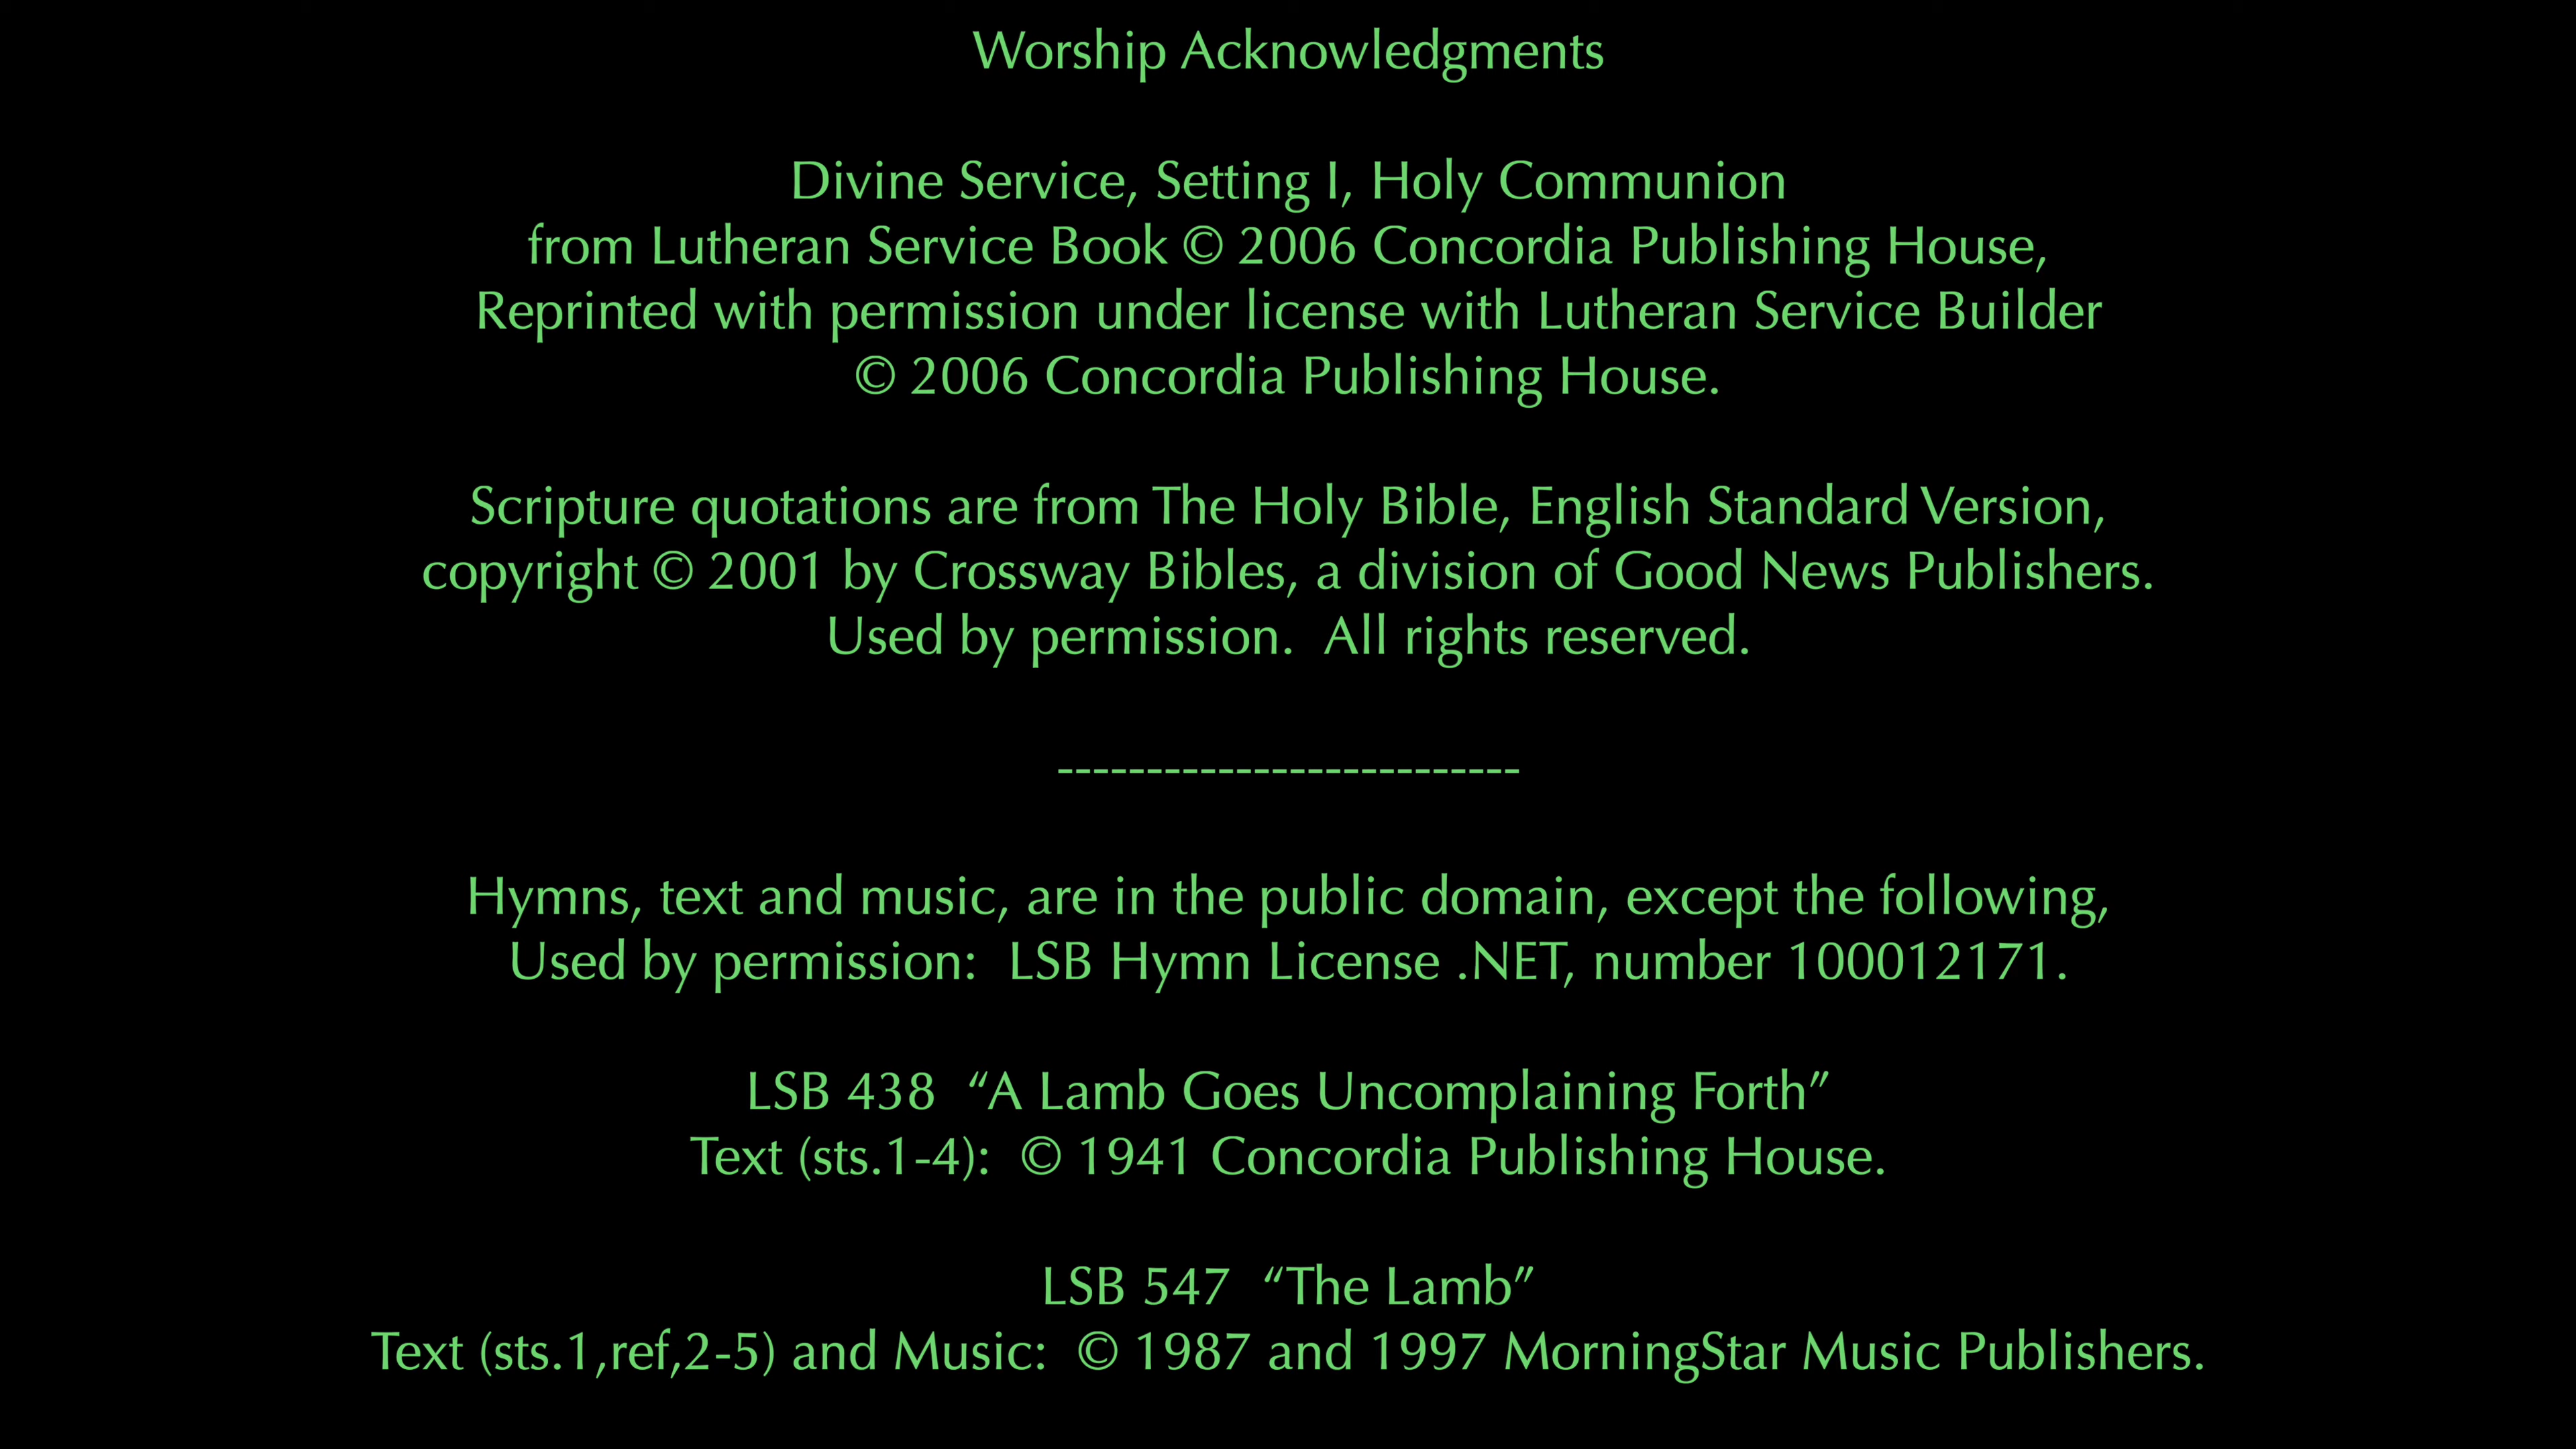 Worship Acknowledgments
Divine Service, Setting I, Holy Communion
from Lutheran Service Book © 2006 Concordia Publishing House,
Reprinted with permission under license with Lutheran Service Builder
© 2006 Concordia Publishing House.
Scripture quotations are from The Holy Bible, English Standard Version,
copyright © 2001 by Crossway Bibles, a division of Good News Publishers.
Used by permission.  All rights reserved.
--------------------------
Hymns, text and music, are in the public domain, except the following,
Used by permission:  LSB Hymn License .NET, number 100012171.
LSB 438  “A Lamb Goes Uncomplaining Forth”
Text (sts.1-4):  © 1941 Concordia Publishing House.
LSB 547  “The Lamb”
Text (sts.1,ref,2-5) and Music:  © 1987 and 1997 MorningStar Music Publishers.